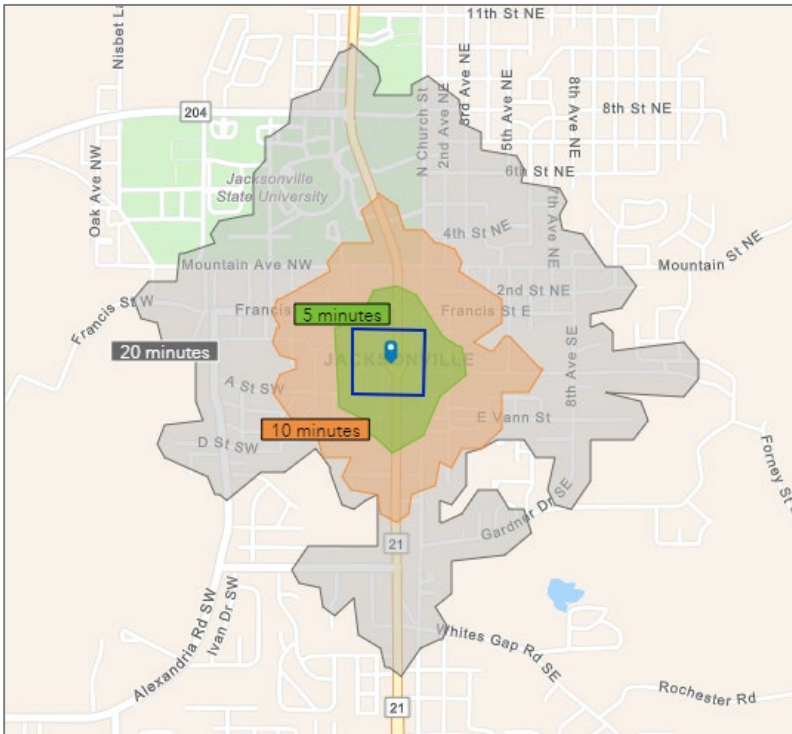 11th St NE
Nisbet La
N Church St
2nd Ave NE
3rd Ave NE
5th Ave NE
8th Ave NE
204
8th St NE
Oak Ave NW
Jacksonville
State University
6th St NE
7th Ave NE
4th St NE
Mountain Ave NW
Mountain St NE
2nd St NE
Francis St W
Francis
5 minutes
Francis St E
20 minutes
JACKSONVILLE
8th Ave SE
A St SW
E Vann St
10 minutes
D St SW
Forney St
Gardner Dr SE
21
Alexandria Rd SW
Ivan Dr SW
Whites Gap Rd SE
Rochester Rd
21